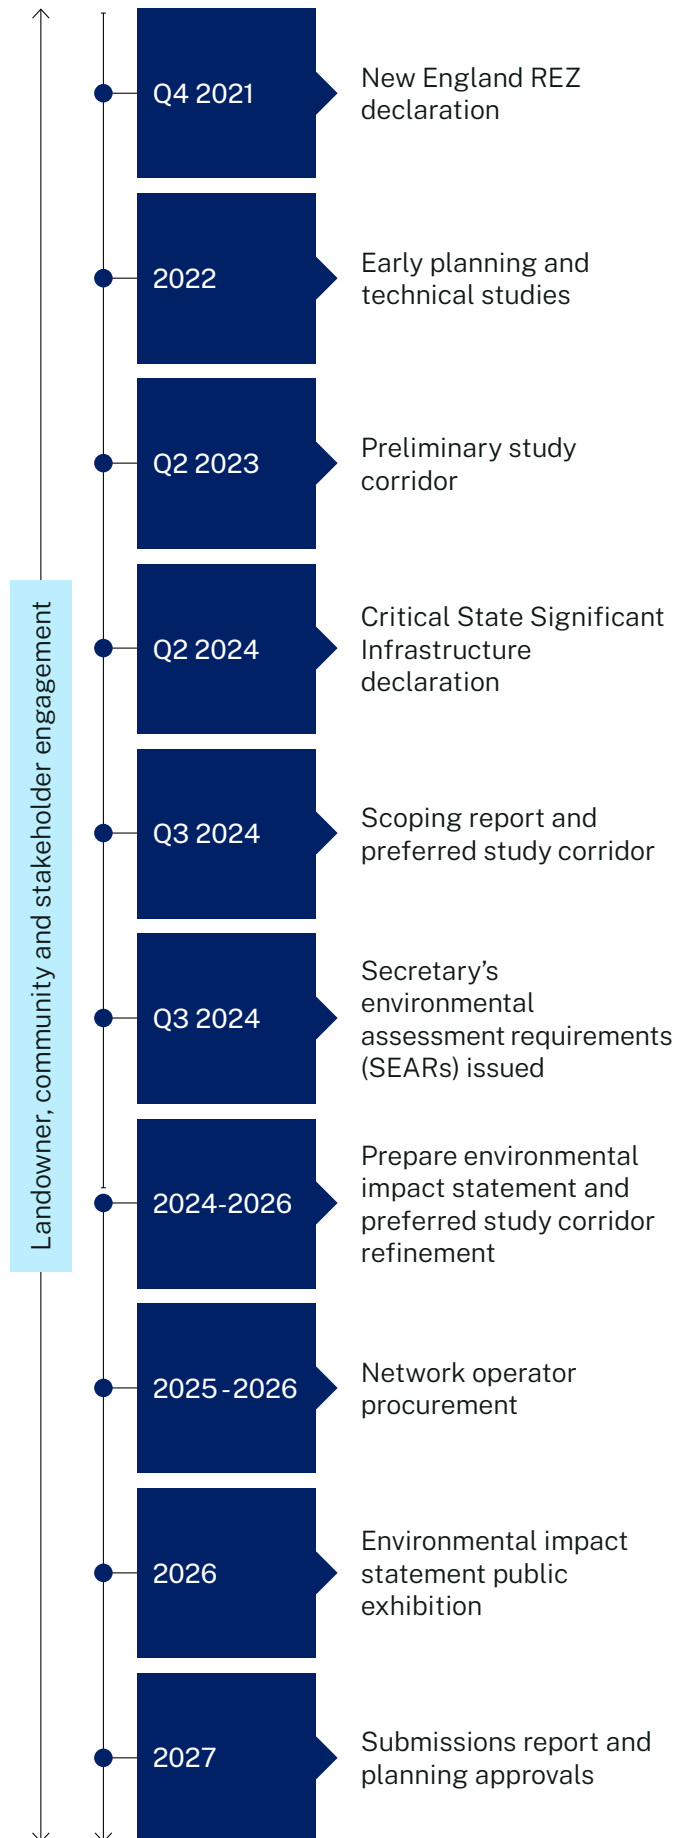 Q4 2021
New England REZ
declaration
2022
Early planning and
technical studies
Q2 2023
Preliminary study
corridor
Q2 2024
Critical State Significant
Infrastructure
declaration
Q3 2024
Scoping report and
preferred study corridor
Q3 2024
Secretary’s
environmental
assessment requirements
(SEARs) issued
2024-2026
Prepare environmental
impact statement and
preferred study corridor
refinement
2025-2026
Network operator
procurement
2026
Environmental impact
statement public
exhibition
2027
Submissions report and
planning approvals
Landowner, community and stakeholder engagement